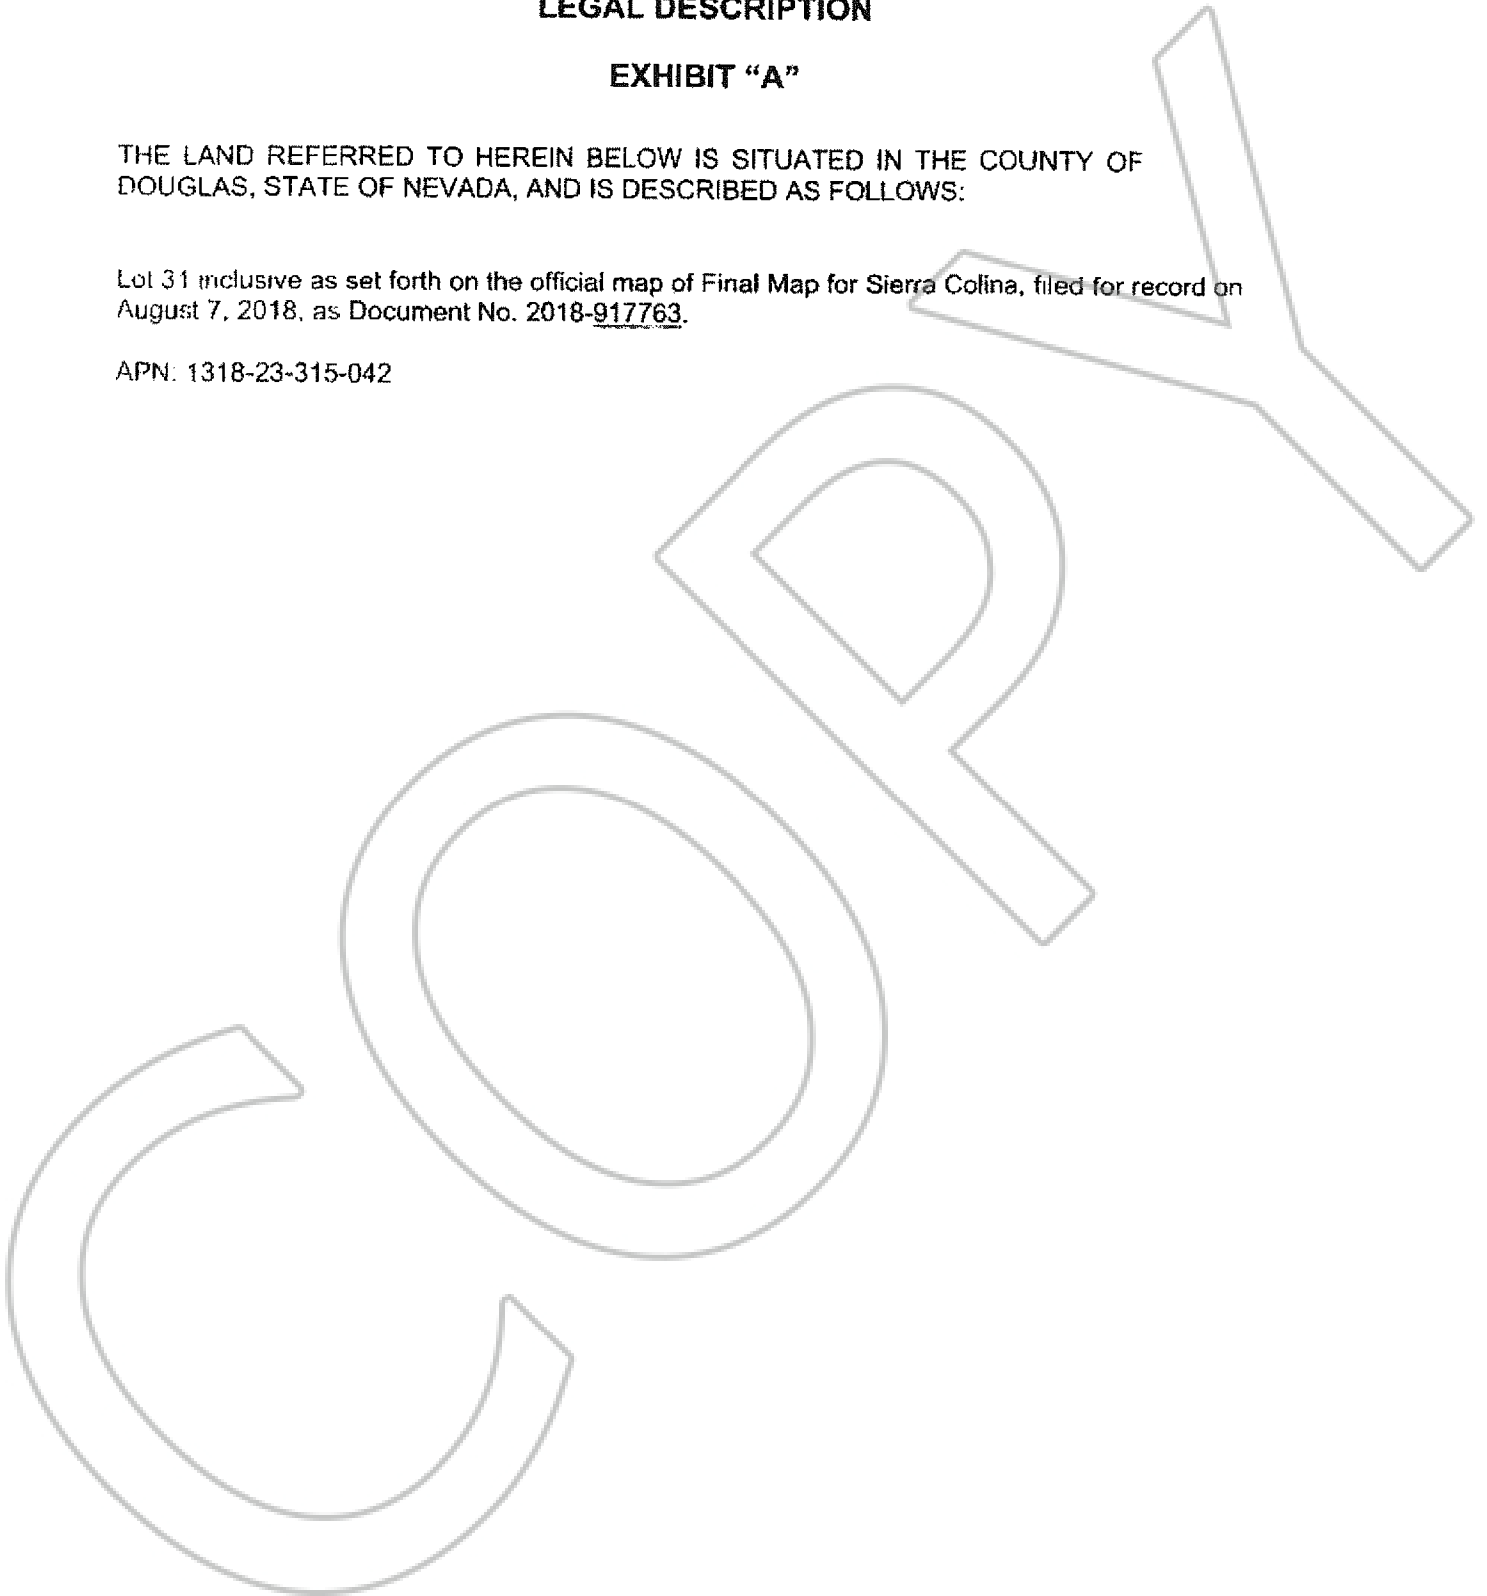 LEGAL DESCRIPTION
EXHIBIT “A”
THE LAND REFERRED TO HEREIN BELOW IS SITUATED IN THE COUNTY OF
DOUGLAS, STATE OF NEVADA, AND IS DESCRIBED AS FOLLOWS:
Lot 31 inclusive as set forth on the official map of Final Map for Sierra Colina, filed for record on
August 7, 2018, as Document No. 2018-917763.
APN: 1318-23-315-042
COPY